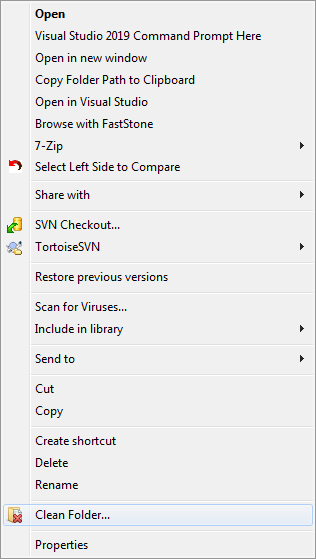 Open
Visual Studio 2019 Command Prompt Here
Open in new window
Copy Folder Path to Clipboard
Open in Visual Studio
Browse with FastStone
7-Zip
Select Left Side to Compare
Share with
SVN Checkout...
TortoiseSVN
Restore previous versions
Scan for Viruses...
Include in library
Send to
Cut
Copy
Create shortcut
Delete
Rename
Clean Folder...
Properties